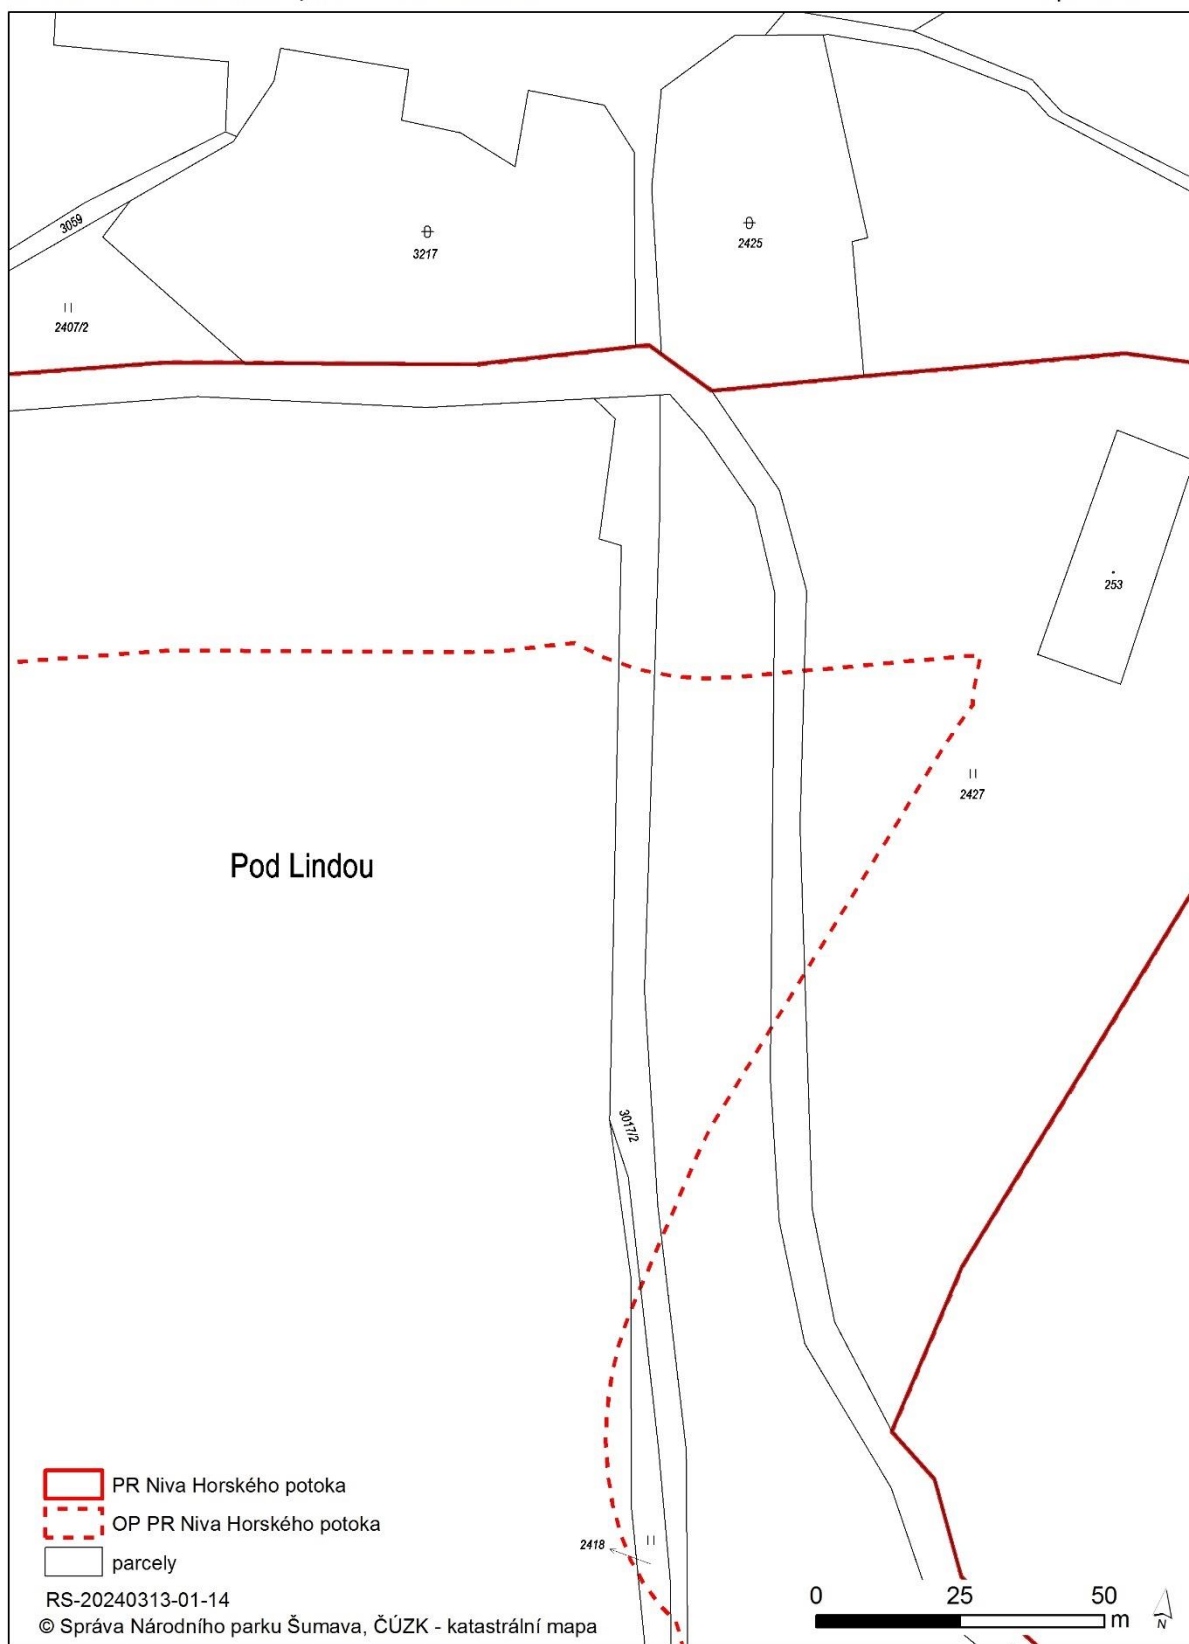 3059
3217
2425
2407/2
253
2427
Pod Lindou
3017/2
2418
PR Niva Horského potoka
OP PR Niva Horského potoka
parcely
RS-20240313-01-14
© Správa Národního parku Šumava, ČÚZK - katastrální mapa
0 25 50
m
N